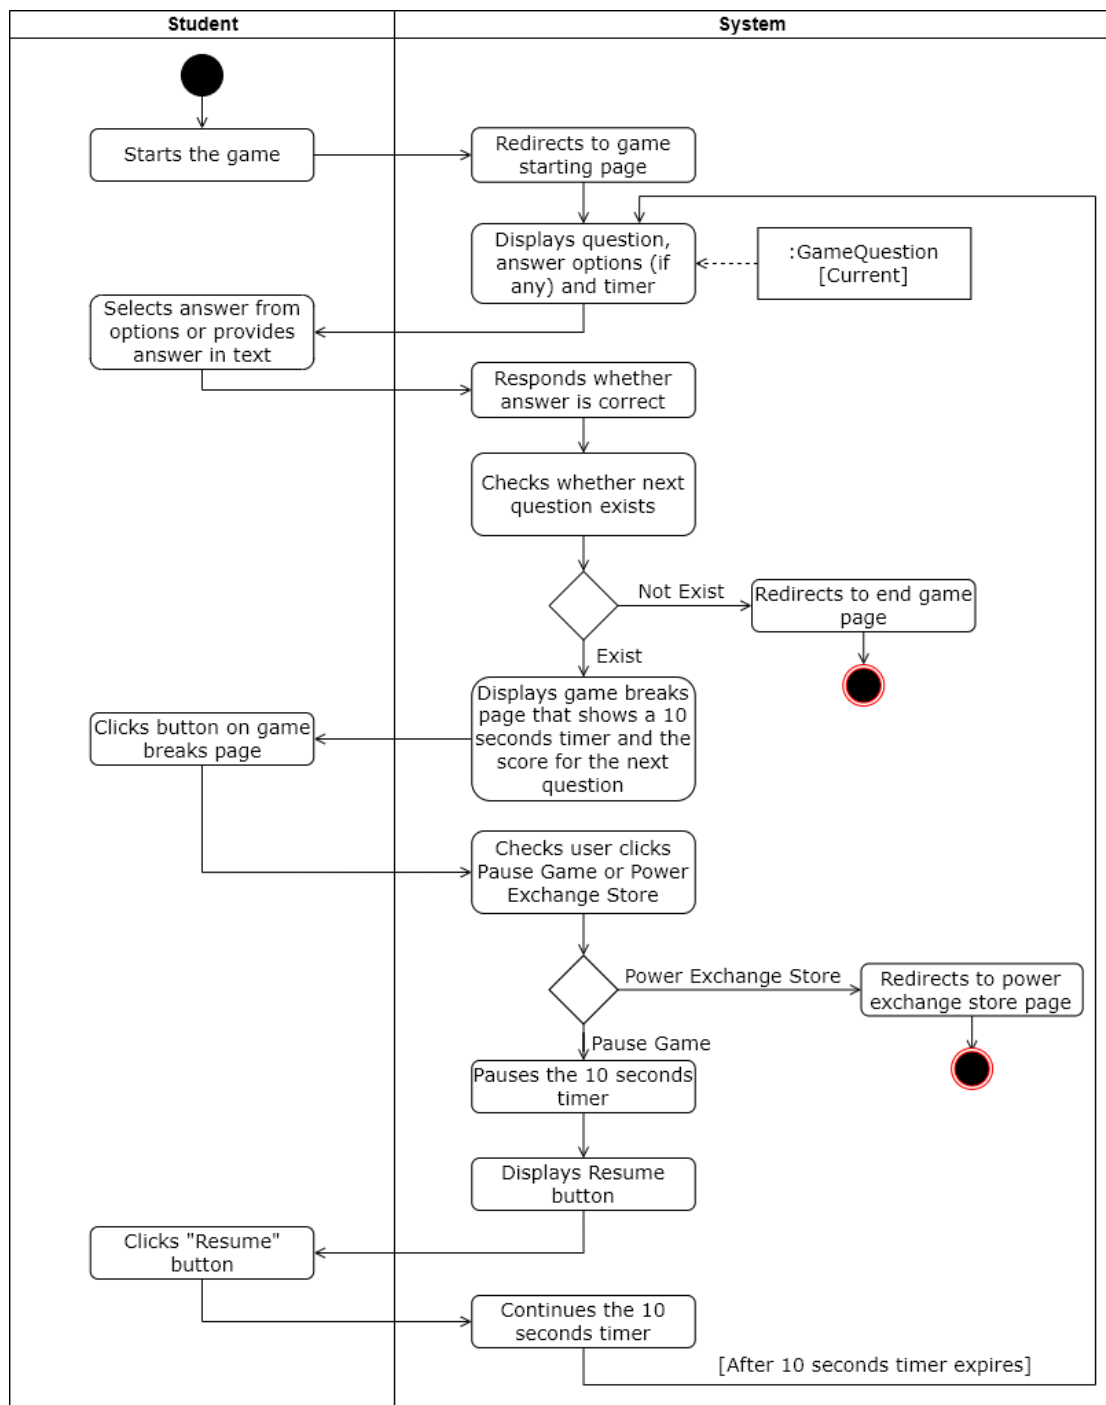 Student
System
Starts the game
Redirects to game
starting page
Displays question,
answer options (if
any) and timer
:GameQuestion
[Current]
Selects answer from
options or provides
answer in text
Responds whether
answer is correct
Checks whether next
question exists
Not Exist
Redirects to end game
page
Exist
Displays game breaks
page that shows a 10
seconds timer and the
score for the next
question
Clicks button on game
breaks page
Checks user clicks
Pause Game or Power
Exchange Store
Power Exchange Store
Redirects to power
exchange store page
Pause Game
Pauses the 10 seconds
timer
Displays Resume
button
Clicks "Resume"
button
Continues the 10
seconds timer
[After 10 seconds timer expires]